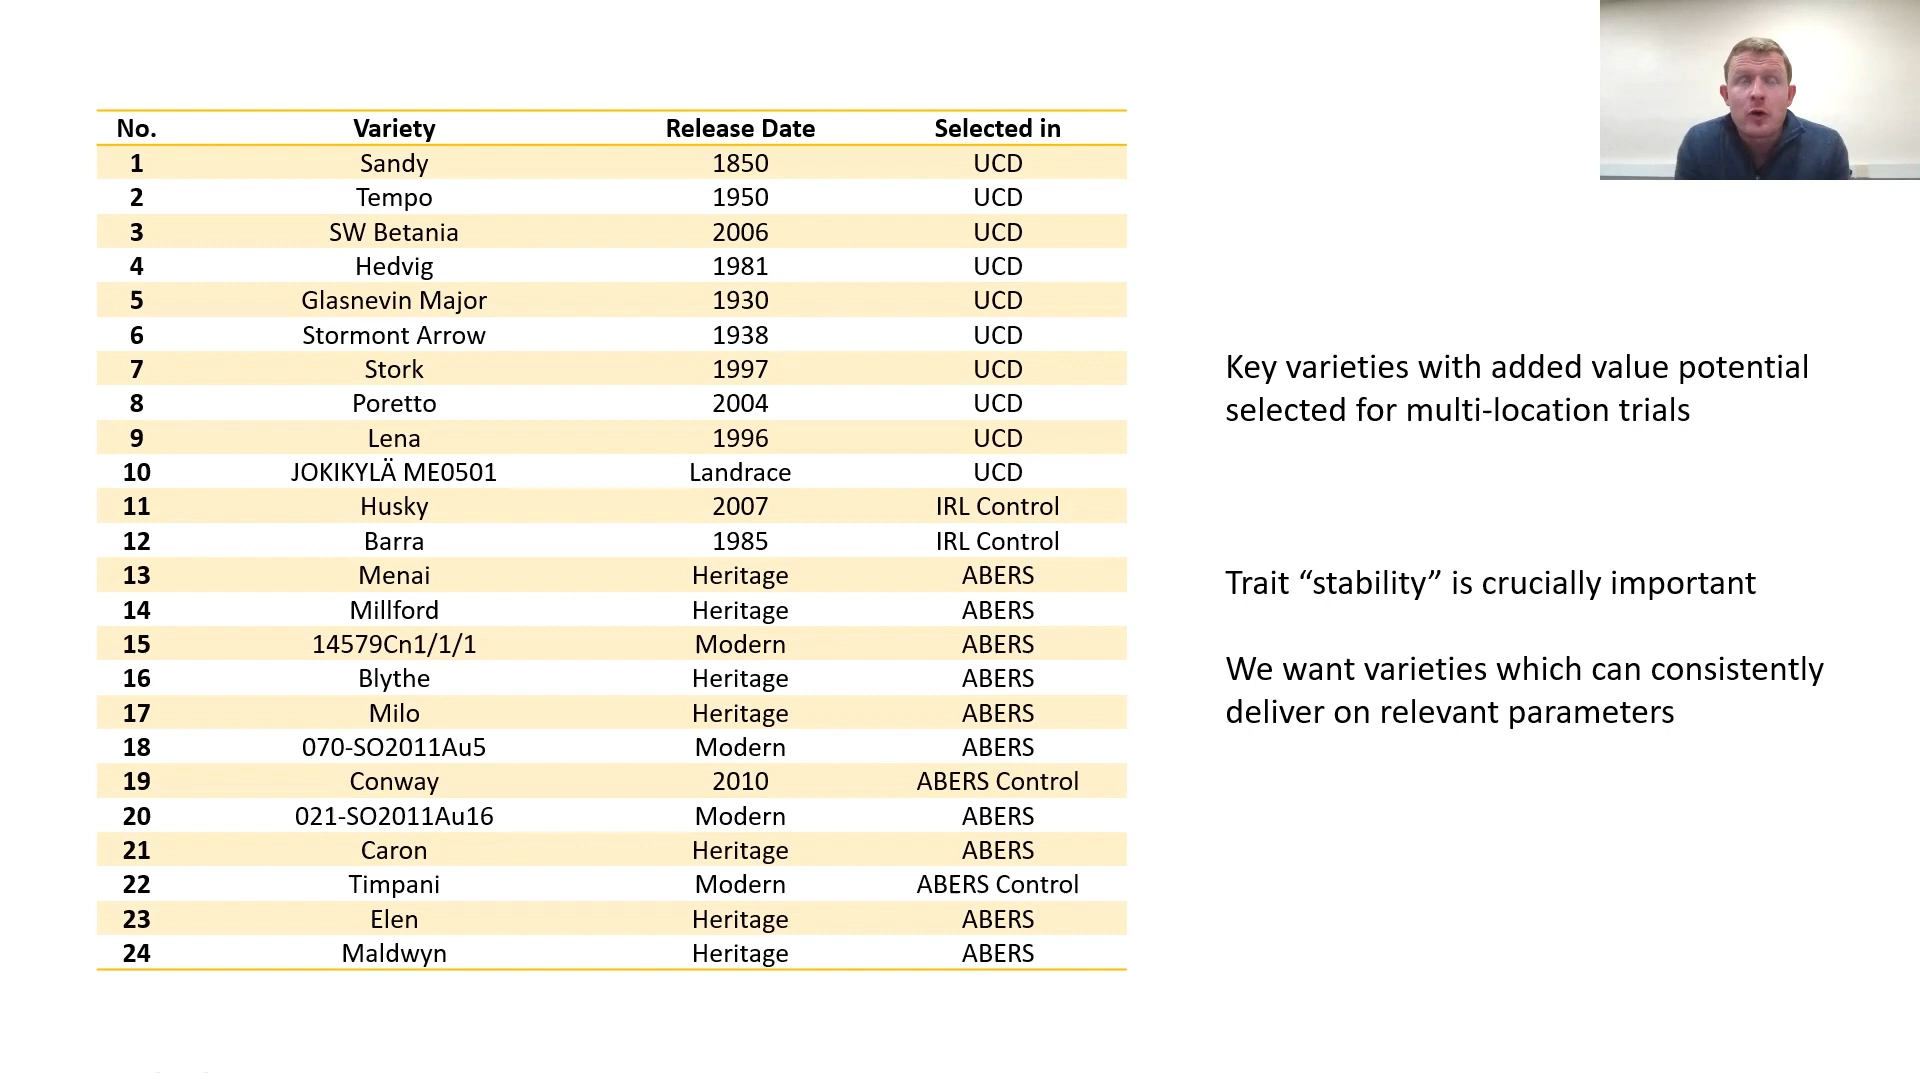 No. Variety Release Date Selected in
1 Sandy 1850 UCD
2 Tempo 1950 UCD
3 SW Betania 2006 UCD
4 Hedvig 1981 UCD
5 Glasnevin Major 1930 UCD
6 Stormont Arrow 1938 UCD
7 Stork 1997 UCD
8 Poretto 2004 UCD
9 Lena 1996 UCD
10 JOKIKYLÄ ME0501 Landrace UCD
11 Husky 2007 IRL Control
12 Barra 1985 IRL Control
13 Menai Heritage ABERS
14 Millford Heritage ABERS
15 14579Cn1/1/1 Modern ABERS
16 Blythe Heritage ABERS
17 Milo Heritage ABERS
18 070-SO2011Au5 Modern ABERS
19 Conway 2010 ABERS Control
20 021-SO2011Au16 Modern ABERS
21 Caron Heritage ABERS
22 Timpani Modern ABERS Control
23 Elen Heritage ABERS
24 Maldwyn Heritage ABERS
Key varieties with added value potential
selected for multi-location trials
Trait “stability” is crucially important
We want varieties which can consistently
deliver on relevant parameters